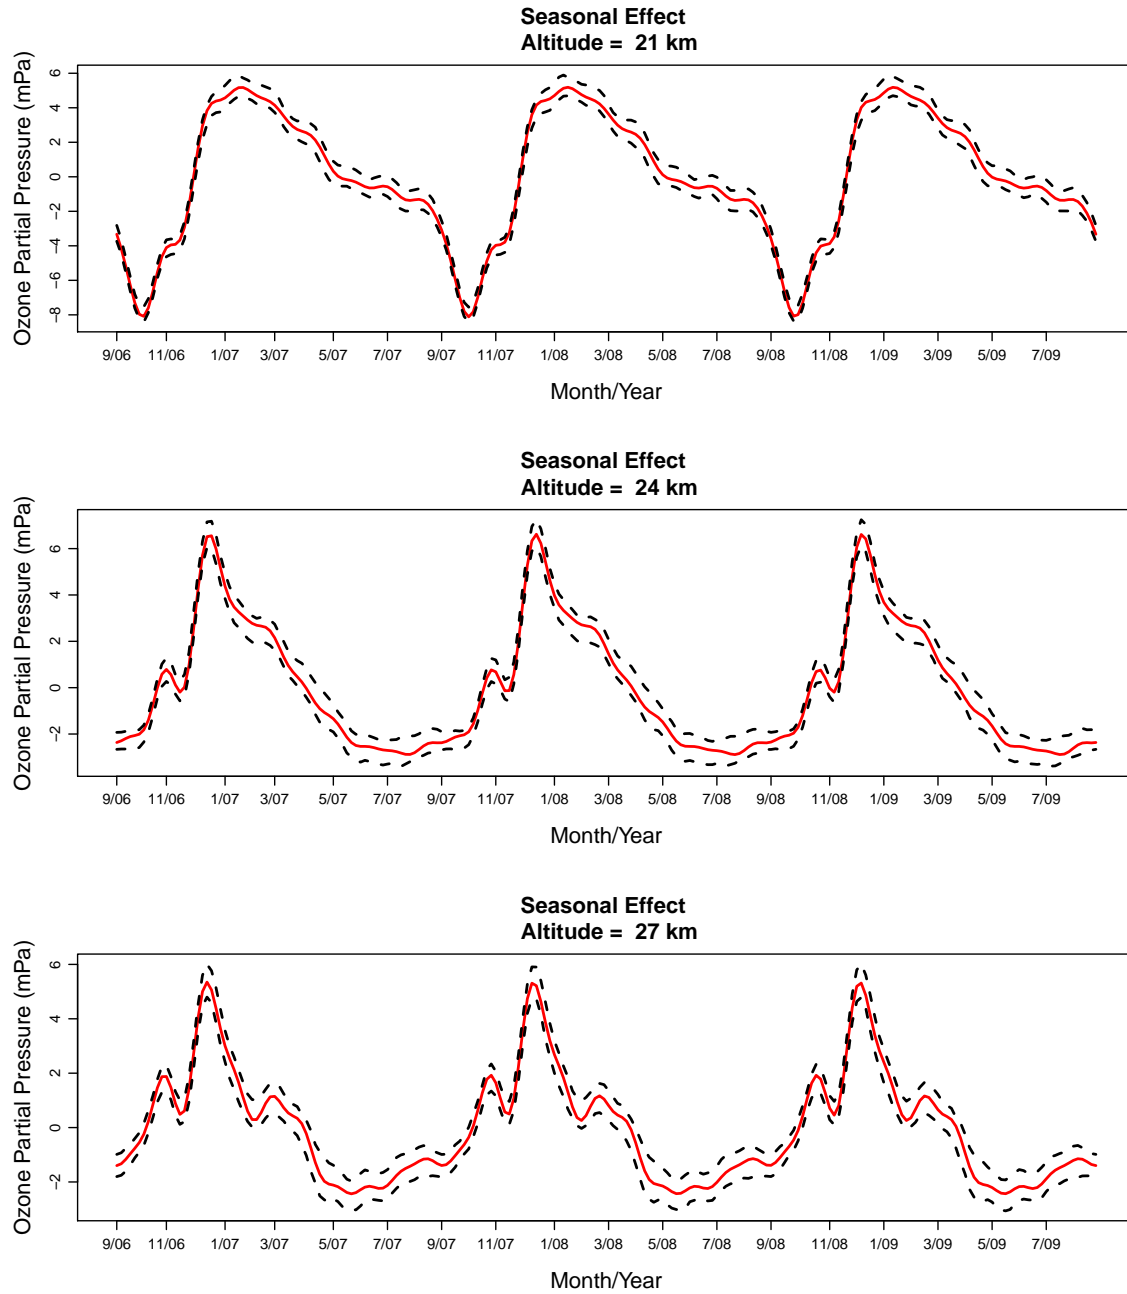 Seasonal Effect
Altitude = 21 km
Ozone Partial Pressure (mPa)
6
4
2
0
-2
-4
-6
-8
9/06 11/06 1/07 3/07 5/07 7/07 9/07 11/07 1/08 3/08 5/08 7/08 9/08 11/08 1/09 3/09 5/09 7/09
Month/Year
Seasonal Effect
Altitude = 24 km
Ozone Partial Pressure (mPa)
6
4
2
0
-2
9/06 11/06 1/07 3/07 5/07 7/07 9/07 11/07 1/08 3/08 5/08 7/08 9/08 11/08 1/09 3/09 5/09 7/09
Month/Year
Seasonal Effect
Altitude = 27 km
Ozone Partial Pressure (mPa)
6
4
2
0
-2
9/06 11/06 1/07 3/07 5/07 7/07 9/07 11/07 1/08 3/08 5/08 7/08 9/08 11/08 1/09 3/09 5/09 7/09
Month/Year